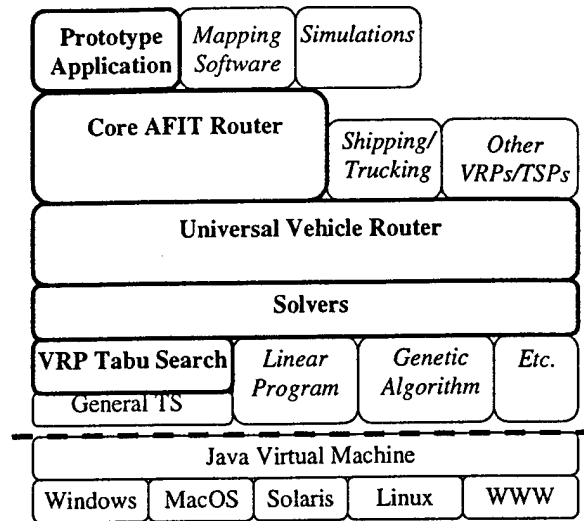 Prototype
Application
Mapping
Software
Simulations
Core AFIT Router
Shipping/
Trucking
Other
VRPs/TSPs
Universal Vehicle Router
Solvers
VRP Tabu Search
General TS
Linear
Program
Genetic
Algorithm
Etc.
Java Virtual Machine
Windows
MacOS
Solaris
Linux
WWW